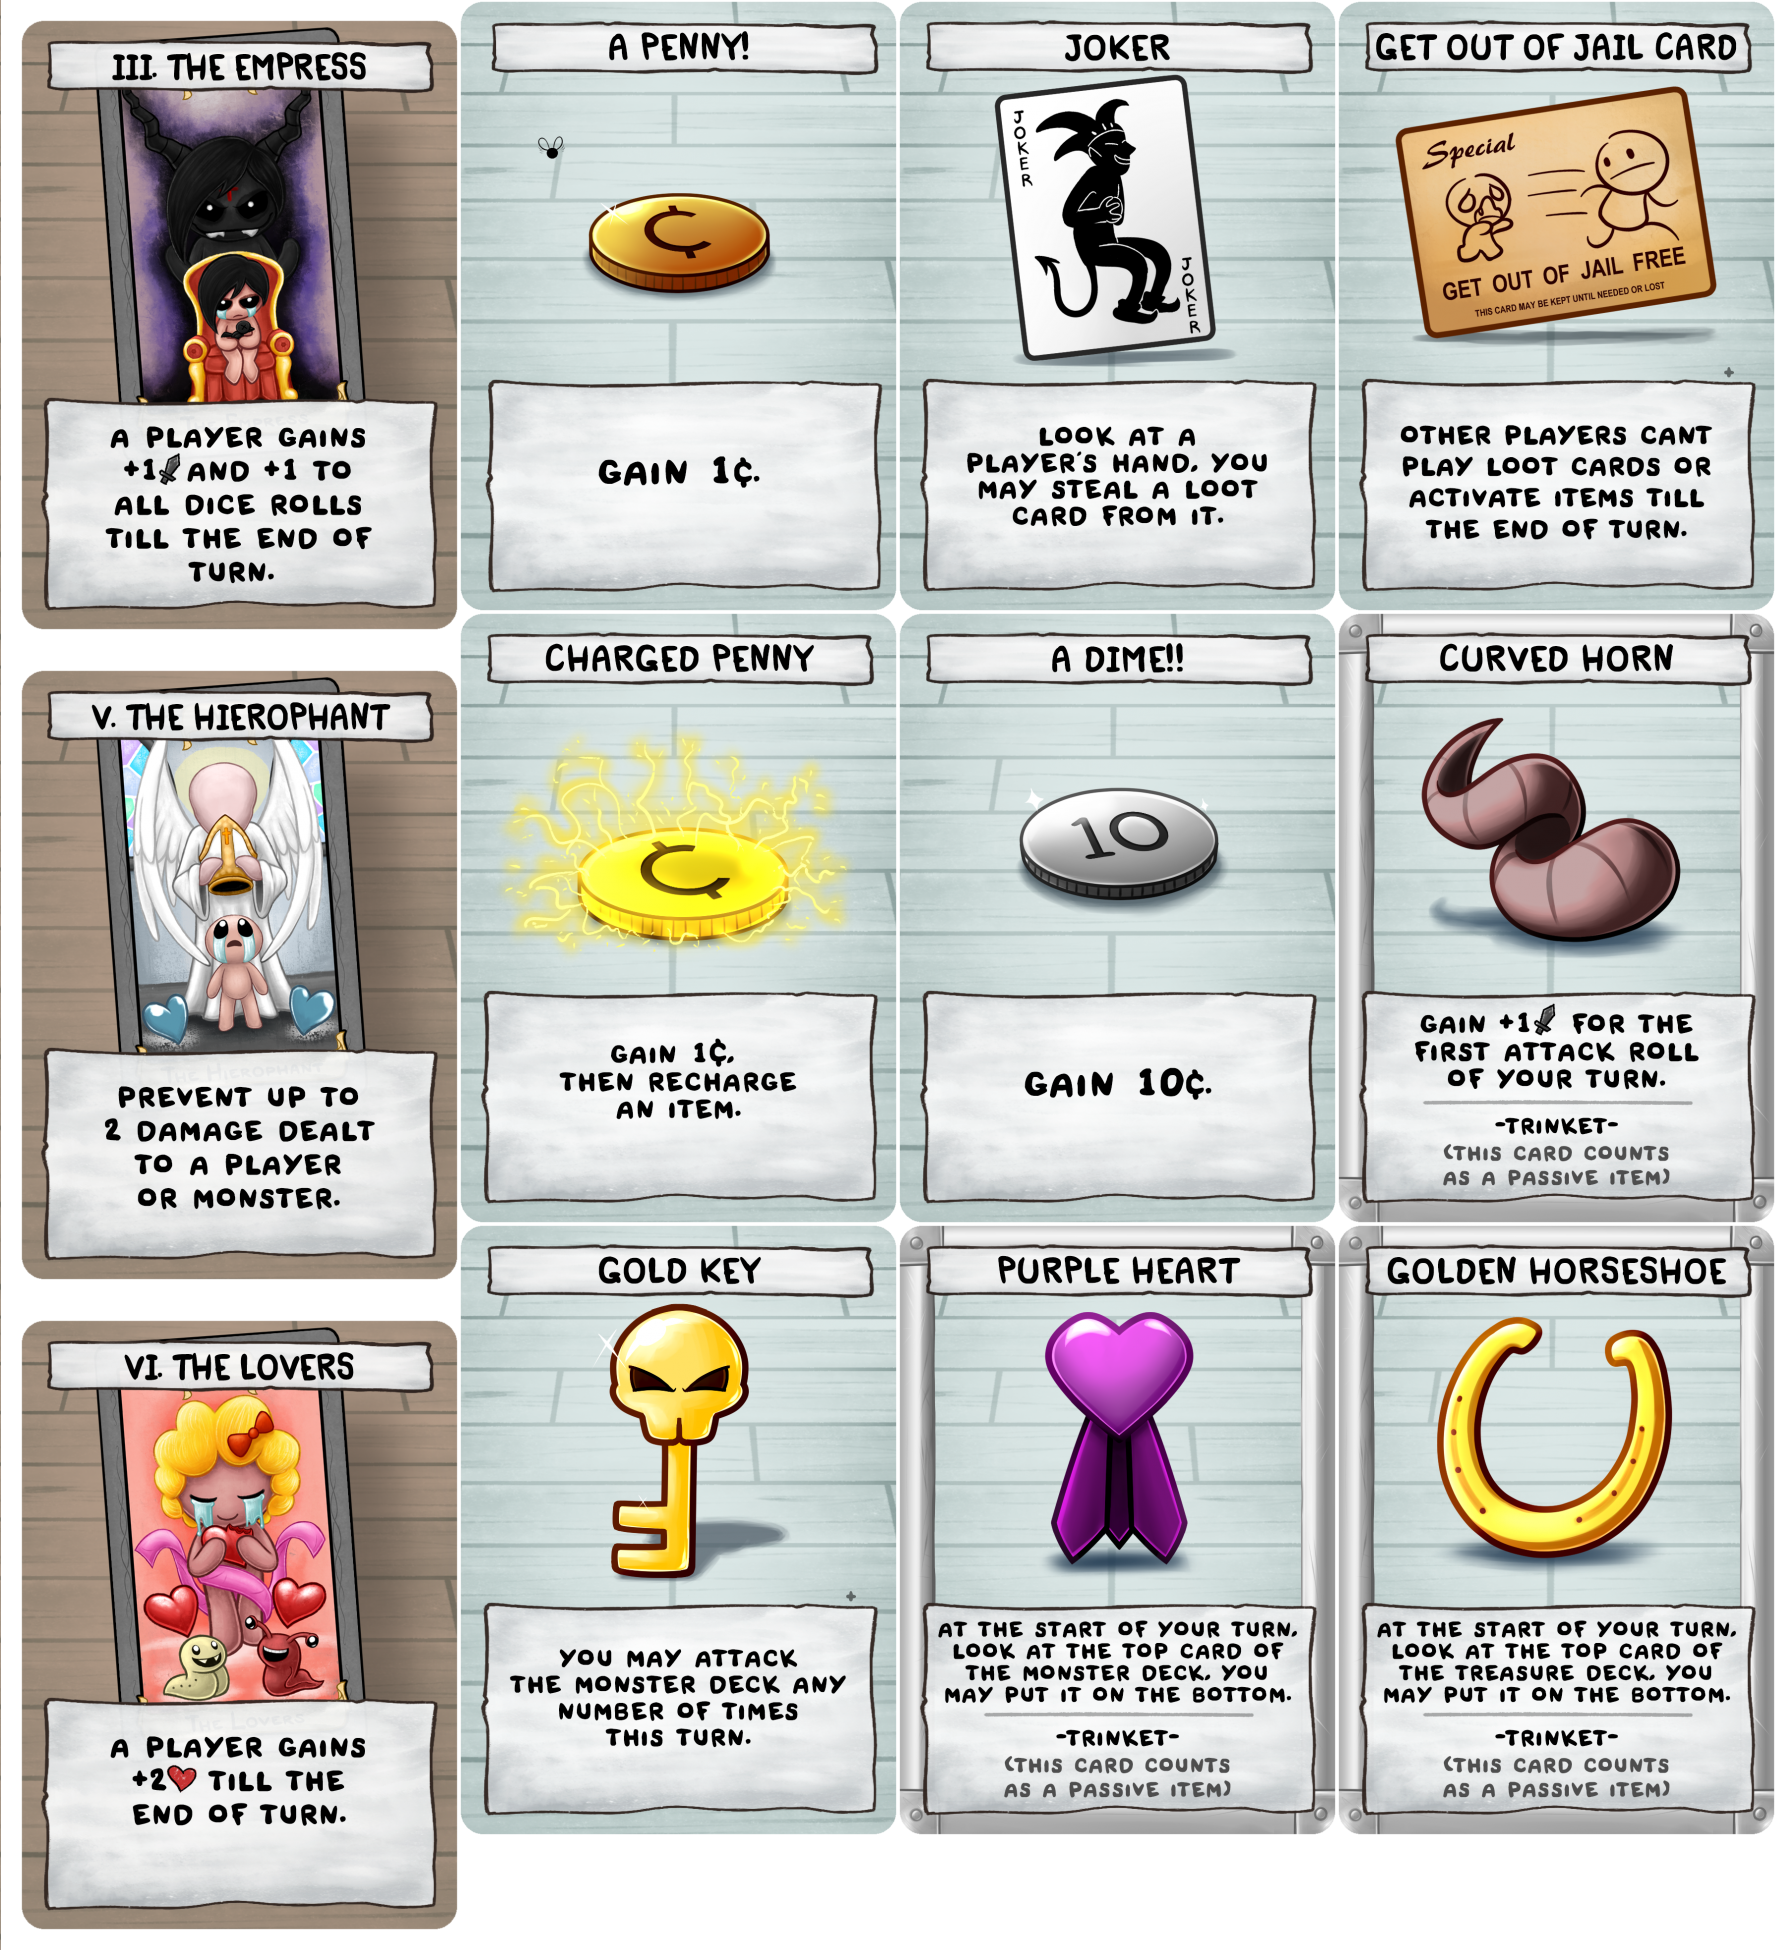 III. THE EMPRESS
A PLAYER GAINS
+1 AND +1 TO
ALL DICE ROLLS
TILL THE END OF
TURN.
A PENNY!
¢
GAIN 1¢.
JOKER
JOKER
JOKER
LOOK AT A
PLAYER'S HAND. YOU
MAY STEAL A LOOT
CARD FROM IT.
GET OUT OF JAIL CARD
Special
GET OUT OF JAIL FREE
THIS CARD MAY BE KEPT UNTIL NEEDED OR LOST
OTHER PLAYERS CANT
PLAY LOOT CARDS OR
ACTIVATE ITEMS TILL
THE END OF TURN.
V. THE HIEROPHANT
THE HIEROPHANT
PREVENT UP TO
2 DAMAGE DEALT
TO A PLAYER
OR MONSTER.
CHARGED PENNY
¢
GAIN 1¢.
THEN RECHARGE
AN ITEM.
A DIME!!
10
GAIN 10¢.
CURVED HORN
GAIN +1 FOR THE
FIRST ATTACK ROLL
OF YOUR TURN.
-TRINKET-
(THIS CARD COUNTS
AS A PASSIVE ITEM)
VI. THE LOVERS
THE LOVERS
A PLAYER GAINS
+2 TILL THE
END OF TURN.
GOLD KEY
YOU MAY ATTACK
THE MONSTER DECK ANY
NUMBER OF TIMES
THIS TURN.
PURPLE HEART
AT THE START OF YOUR TURN,
LOOK AT THE TOP CARD OF
THE MONSTER DECK. YOU
MAY PUT IT ON THE BOTTOM.
-TRINKET-
(THIS CARD COUNTS
AS A PASSIVE ITEM)
GOLDEN HORSESHOE
AT THE START OF YOUR TURN,
LOOK AT THE TOP CARD OF
THE TREASURE DECK. YOU
MAY PUT IT ON THE BOTTOM.
-TRINKET-
(THIS CARD COUNTS
AS A PASSIVE ITEM)